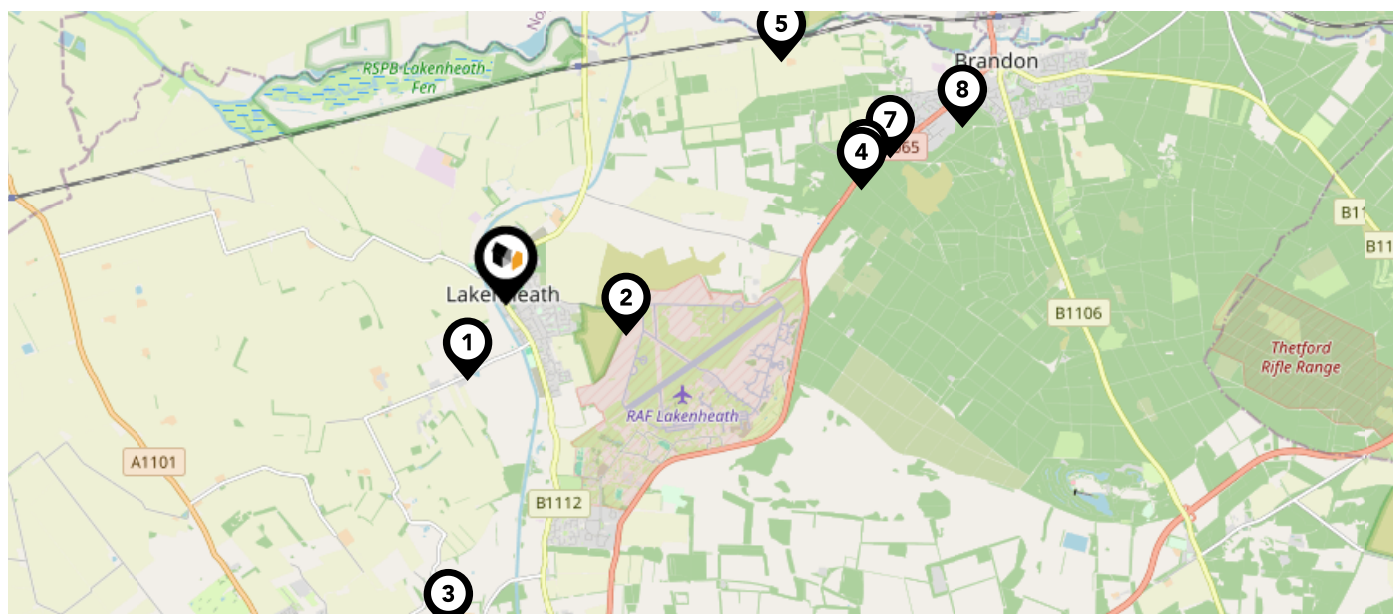 5
No
RSPB Lakenheath
Fen
Brandon
8
7
4
65
B11
B11
Lakenheath
2
1
B1106
Thetford
Rifle Range
RAF Lakenheath
A1101
B1112
3